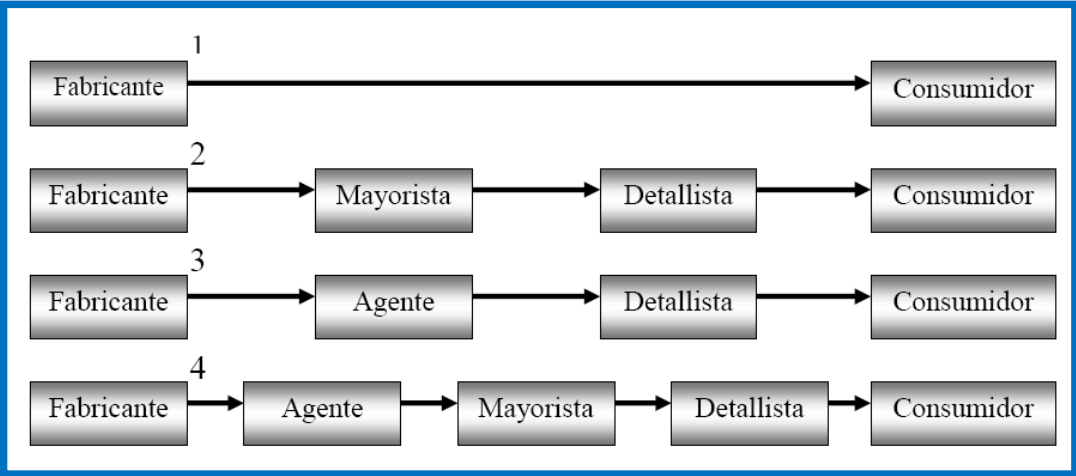 1
Fabricante Consumidor
2
Fabricante Mayorista Detallista Consumidor
3
Fabricante Agente Detallista Consumidor
4
Fabricante Agente Mayorista Detallista Consumidor